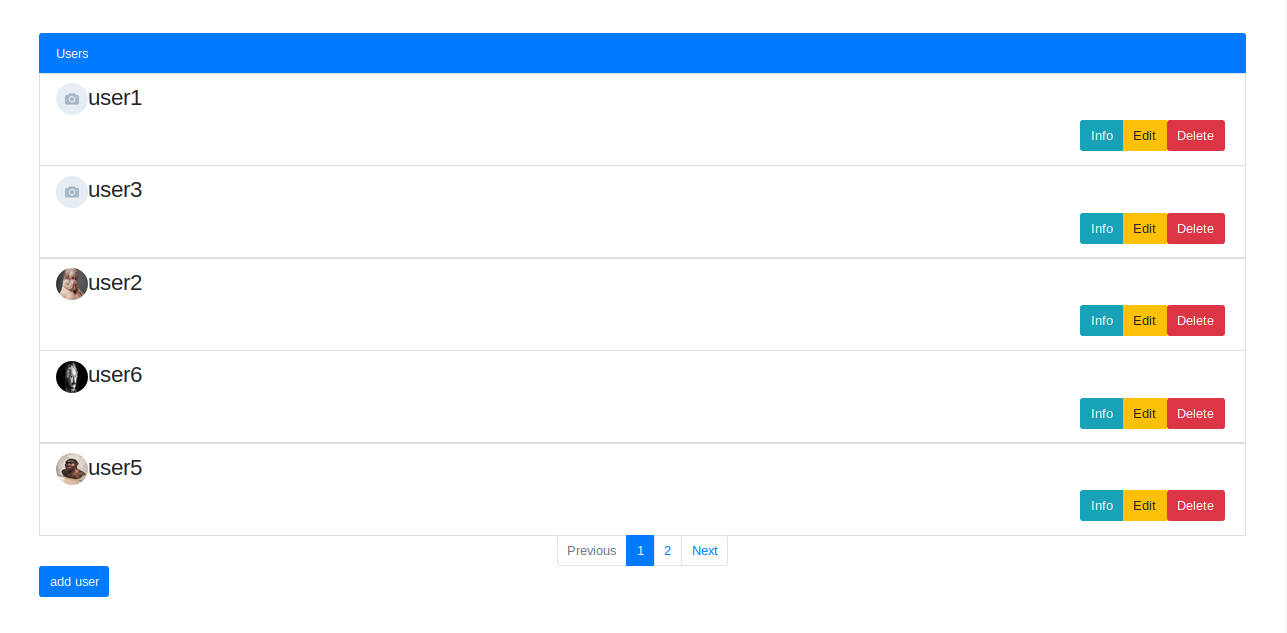 Users
user1
Info Edit Delete
user3
Info Edit Delete
user2
Info Edit Delete
user6
Info Edit Delete
user5
Info Edit Delete
Previous 1 2 Next
add user